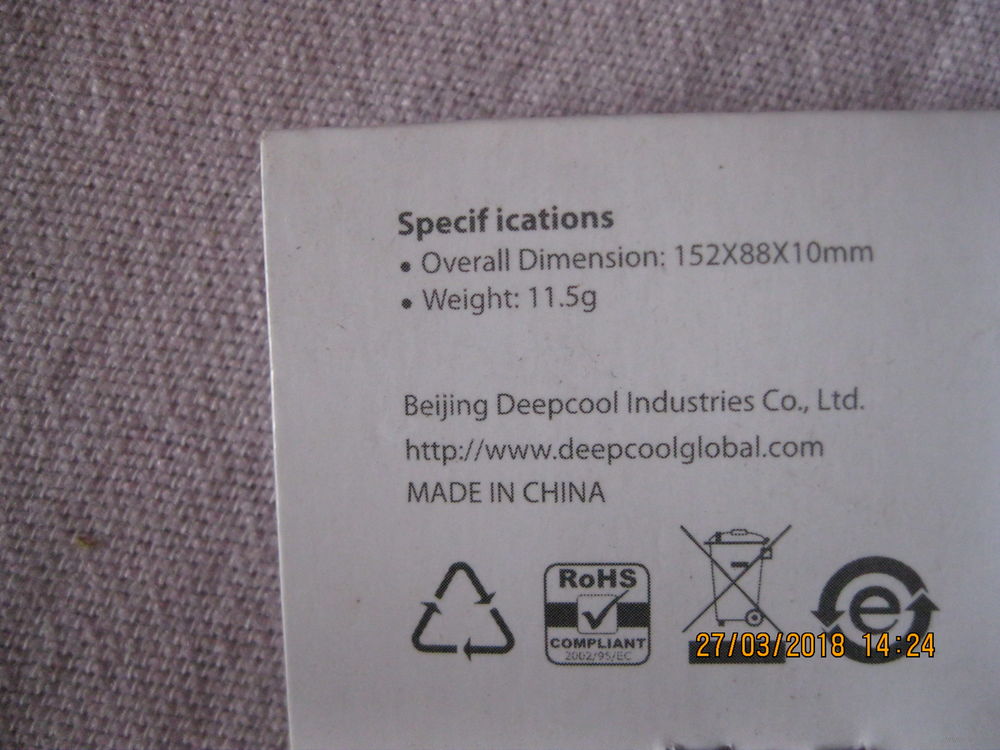 Specif ications
• Overall Dimension: 152X88X10mm
• Weight: 11.5g
Beijing Deepcool Industries Co., Ltd.
http://www.deepcoolglobal.com
MADE IN CHINA
RoHS
COMPLIANT
2002/95/EC
e
27/03/2018 14:24